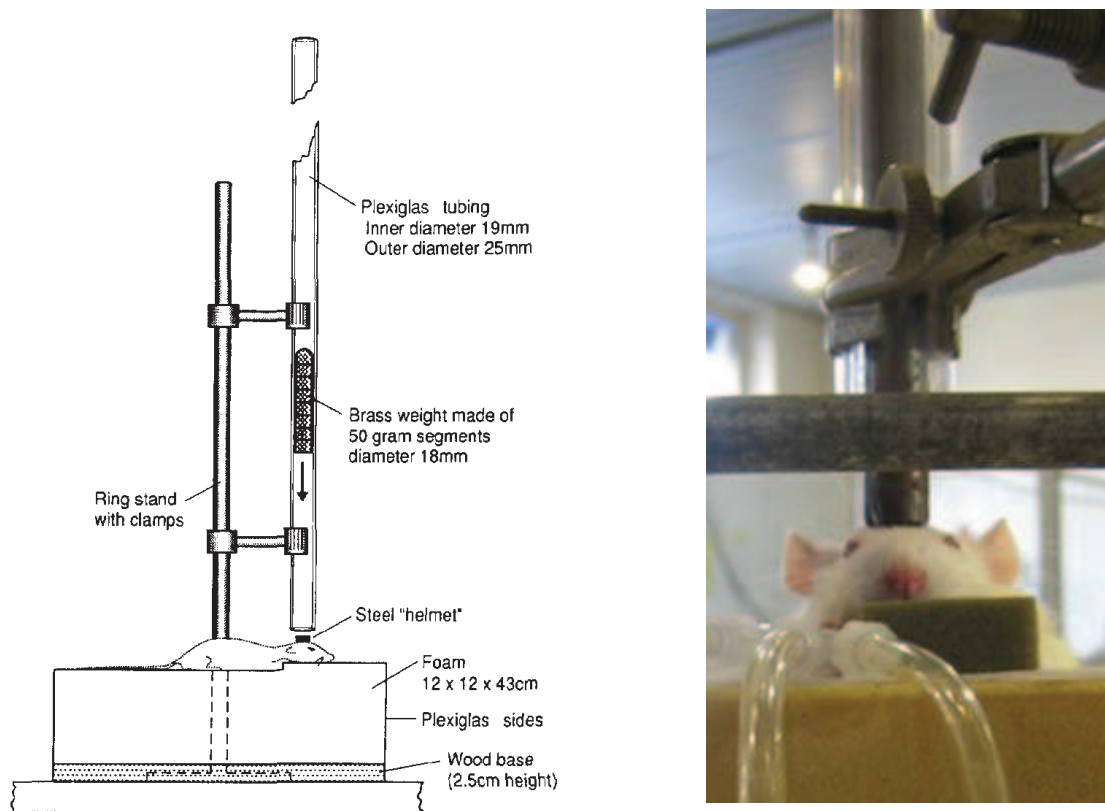 Plexiglas tubing
Inner diameter 19mm
Outer diameter 25mm
Brass weight made of
50 gram segments
diameter 18mm
Ring stand
with clamps
Steel "helmet"
Foam
12 x 12 x 43cm
Plexiglas sides
Wood base
(2.5cm height)